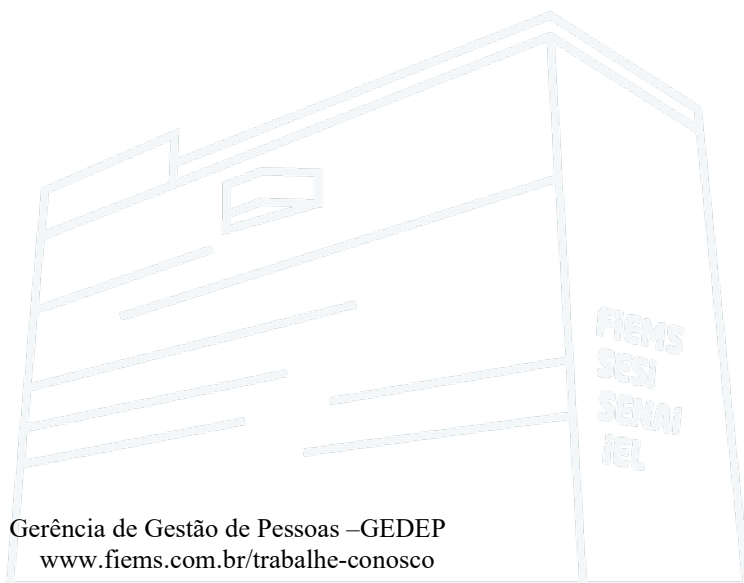 FiEMS
SESi
SENAi
iEL
Gerência de Gestão de Pessoas –GEDEP
www.fiems.com.br/trabalhe-conosco